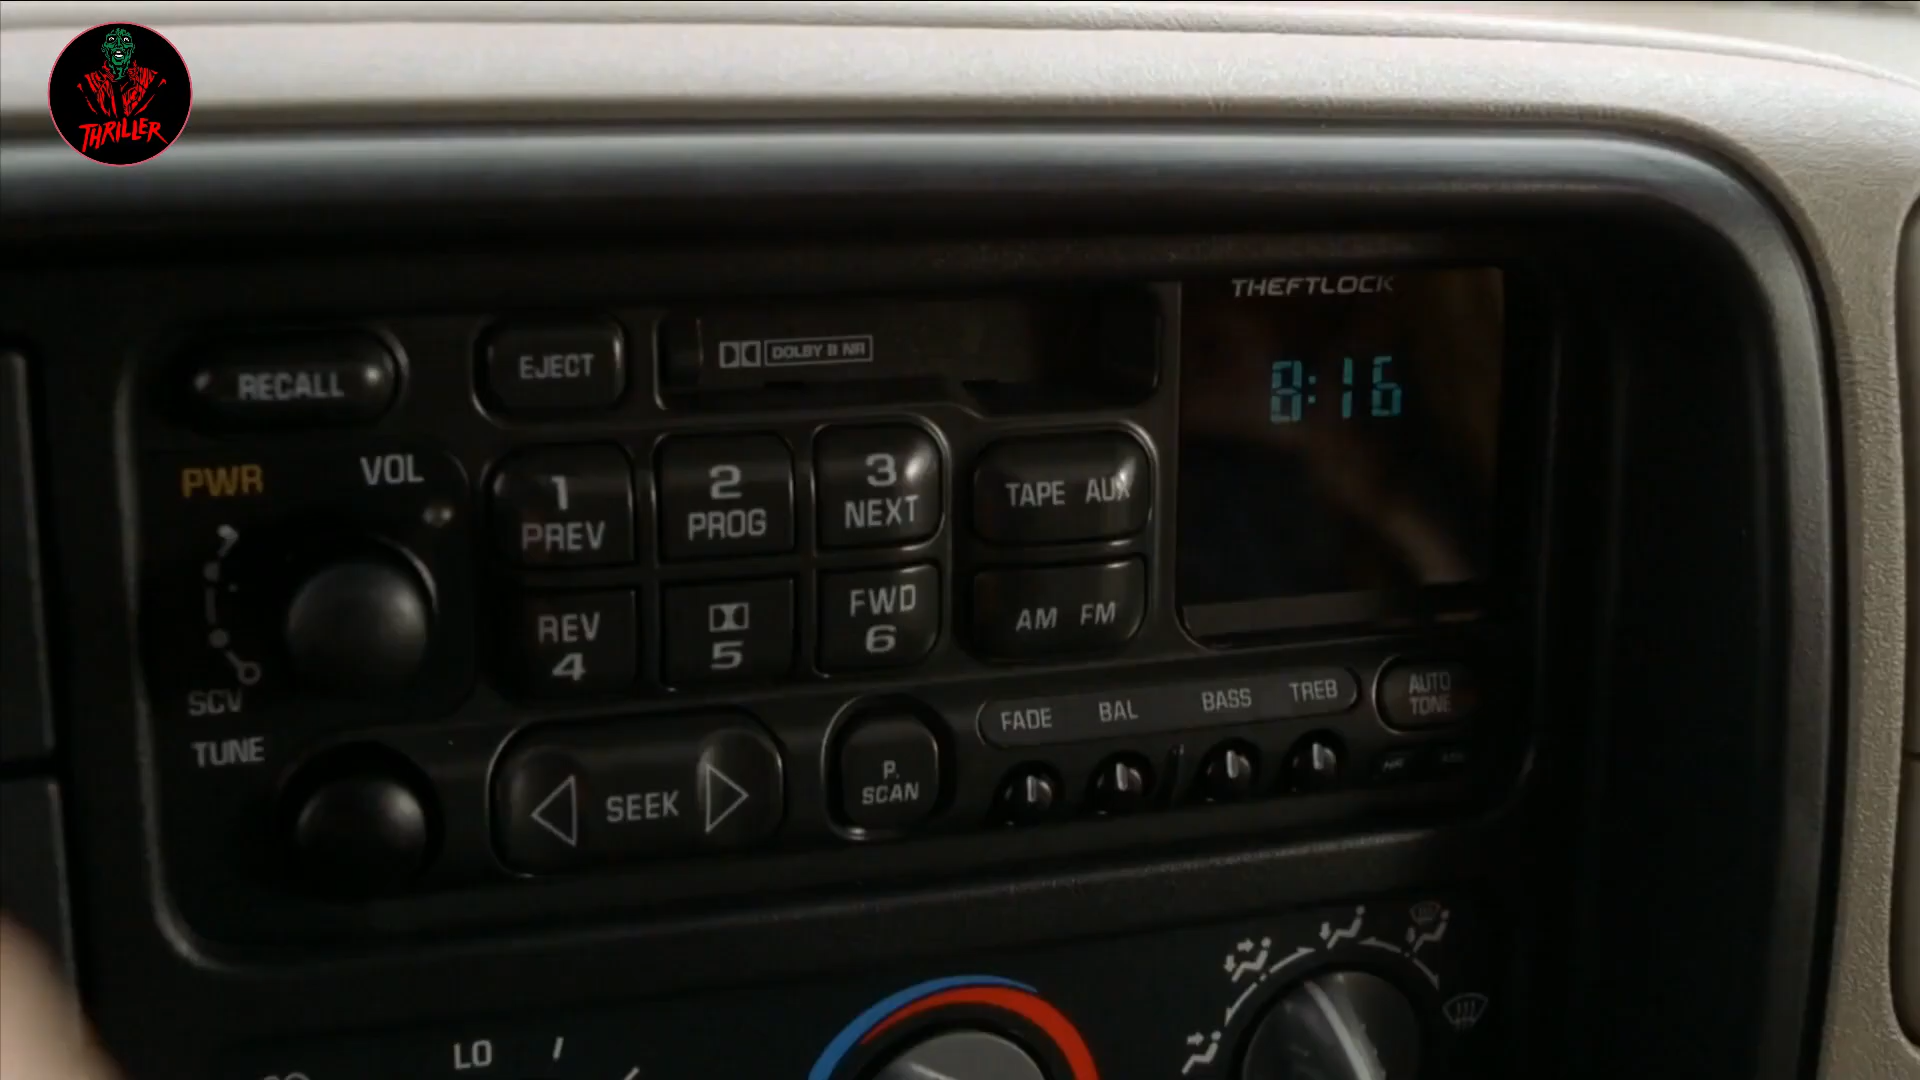 THRILLER
THEFTLOCK
8:16
RECALL
EJECT
DOLBY B NR
PWR
VOL
1
PREV
2
PROG
3
NEXT
TAPE AUX
REV
4
5
FWD
6
AM FM
SCV
TUNE
SEEK
P.
SCAN
FADE BAL BASS TREB
AUTO
TONE
LO